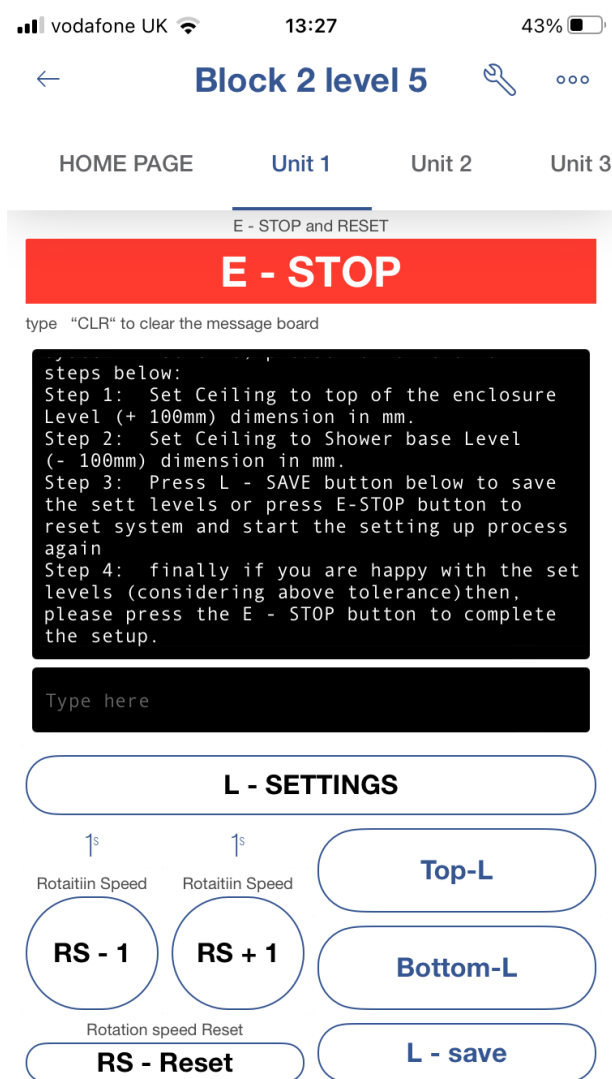 vodafone UK 13:27 43%
Block 2 level 5
HOME PAGE Unit 1 Unit 2 Unit 3
E - STOP and RESET
E - STOP
type “CLR“ to clear the message board
steps below:
Step 1: Set Ceiling to top of the enclosure
Level (+ 100mm) dimension in mm.
Step 2: Set Ceiling to Shower base Level
(- 100mm) dimension in mm.
Step 3: Press L - SAVE button below to save
the sett levels or press E-STOP button to
reset system and start the setting up process
again
Step 4: finally if you are happy with the set
levels (considering above tolerance)then,
please press the E - STOP button to complete
the setup.
Type here
L - SETTINGS
1s 1s
Rotaitiin Speed Rotaitiin Speed
Top-L
RS - 1 RS + 1
Bottom-L
Rotation speed Reset
RS - Reset
L - save